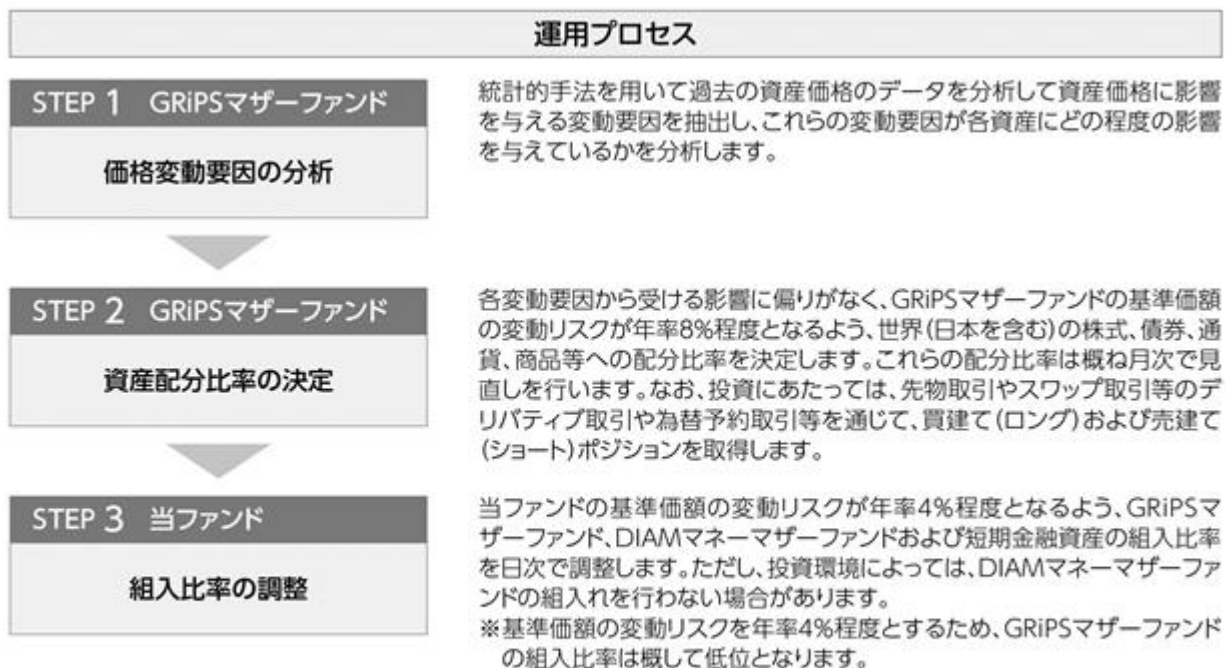 運用プロセス
STEP 1 GRiPSマザーファンド
価格変動要因の分析
統計的手法を用いて過去の資産価格のデータを分析して資産価格に影響
を与える変動要因を抽出し、これらの変動要因が各資産にどの程度の影響
を与えているかを分析します。
STEP 2 GRiPSマザーファンド
資産配分比率の決定
各変動要因から受ける影響に偏りがなく、GRiPSマザーファンドの基準価額
の変動リスクが年率8%程度となるよう、世界(日本を含む)の株式、債券、通
貨、商品等への配分比率を決定します。これらの配分比率は概ね月次で見
直しを行います。なお、投資にあたっては、先物取引やスワップ取引等のデ
リバティブ取引や為替予約取引等を通じて、買建て(ロング)および売建て
(ショート)ポジションを取得します。
STEP 3 当ファンド
組入比率の調整
当ファンドの基準価額の変動リスクが年率4%程度となるよう、GRiPSマ
ザーファンド、DIAMマネーマザーファンドおよび短期金融資産の組入比率
を日次で調整します。ただし、投資環境によっては、DIAMマネーマザーファ
ンドの組入れを行わない場合があります。
※基準価額の変動リスクを年率4%程度とするため、GRiPSマザーファンド
の組入比率は概して低位となります。